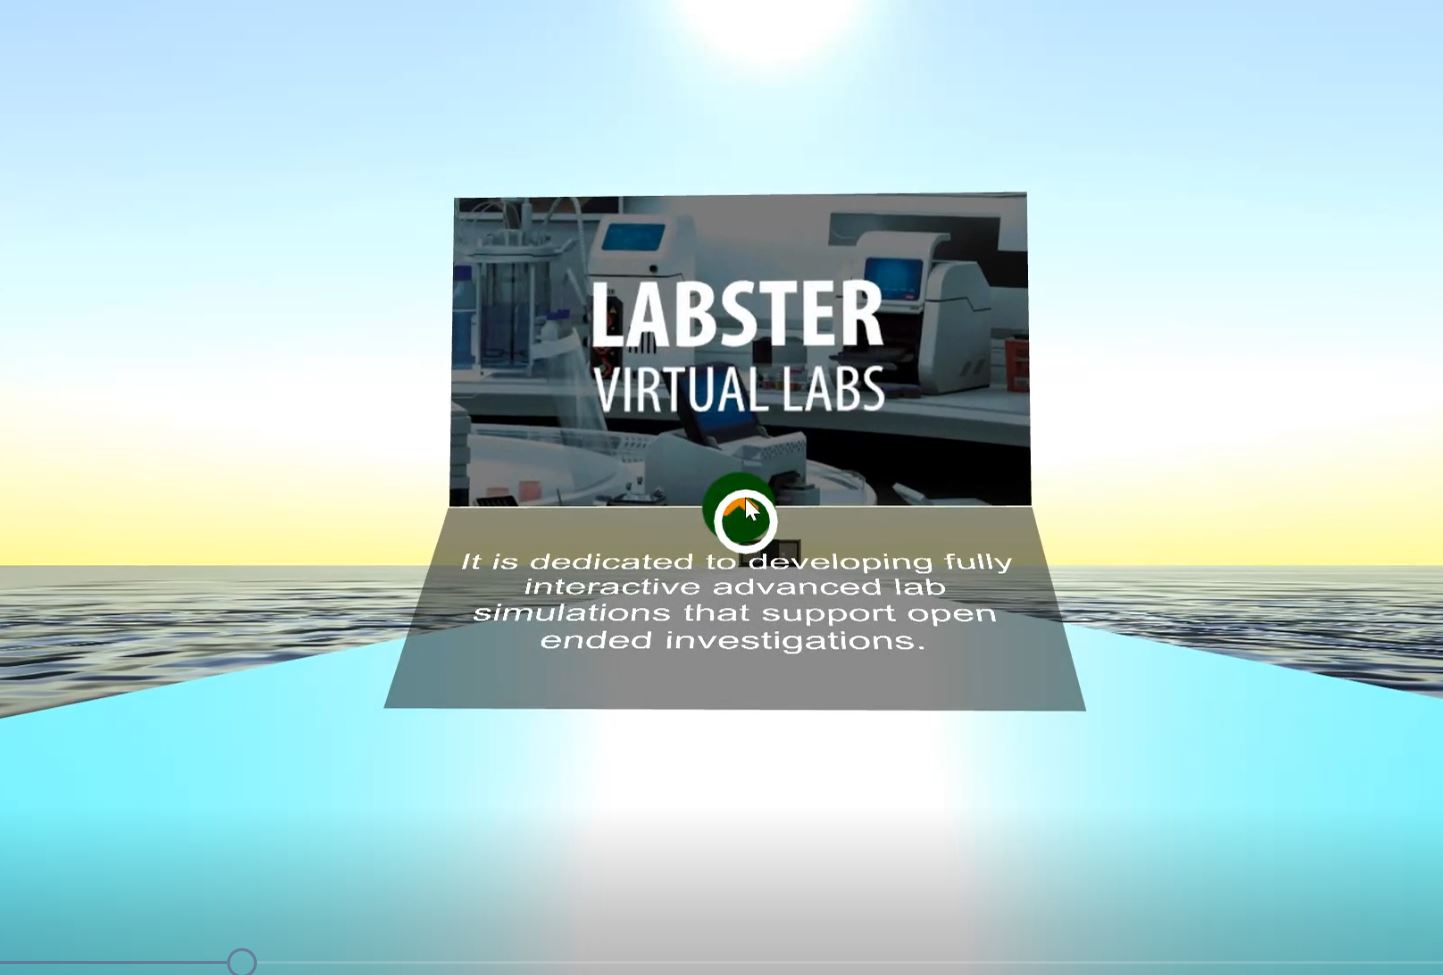 LABSTER
VIRTUAL LABS
It is dedicated to developing fully
interactive advanced lab
simulations that support open
ended investigations.